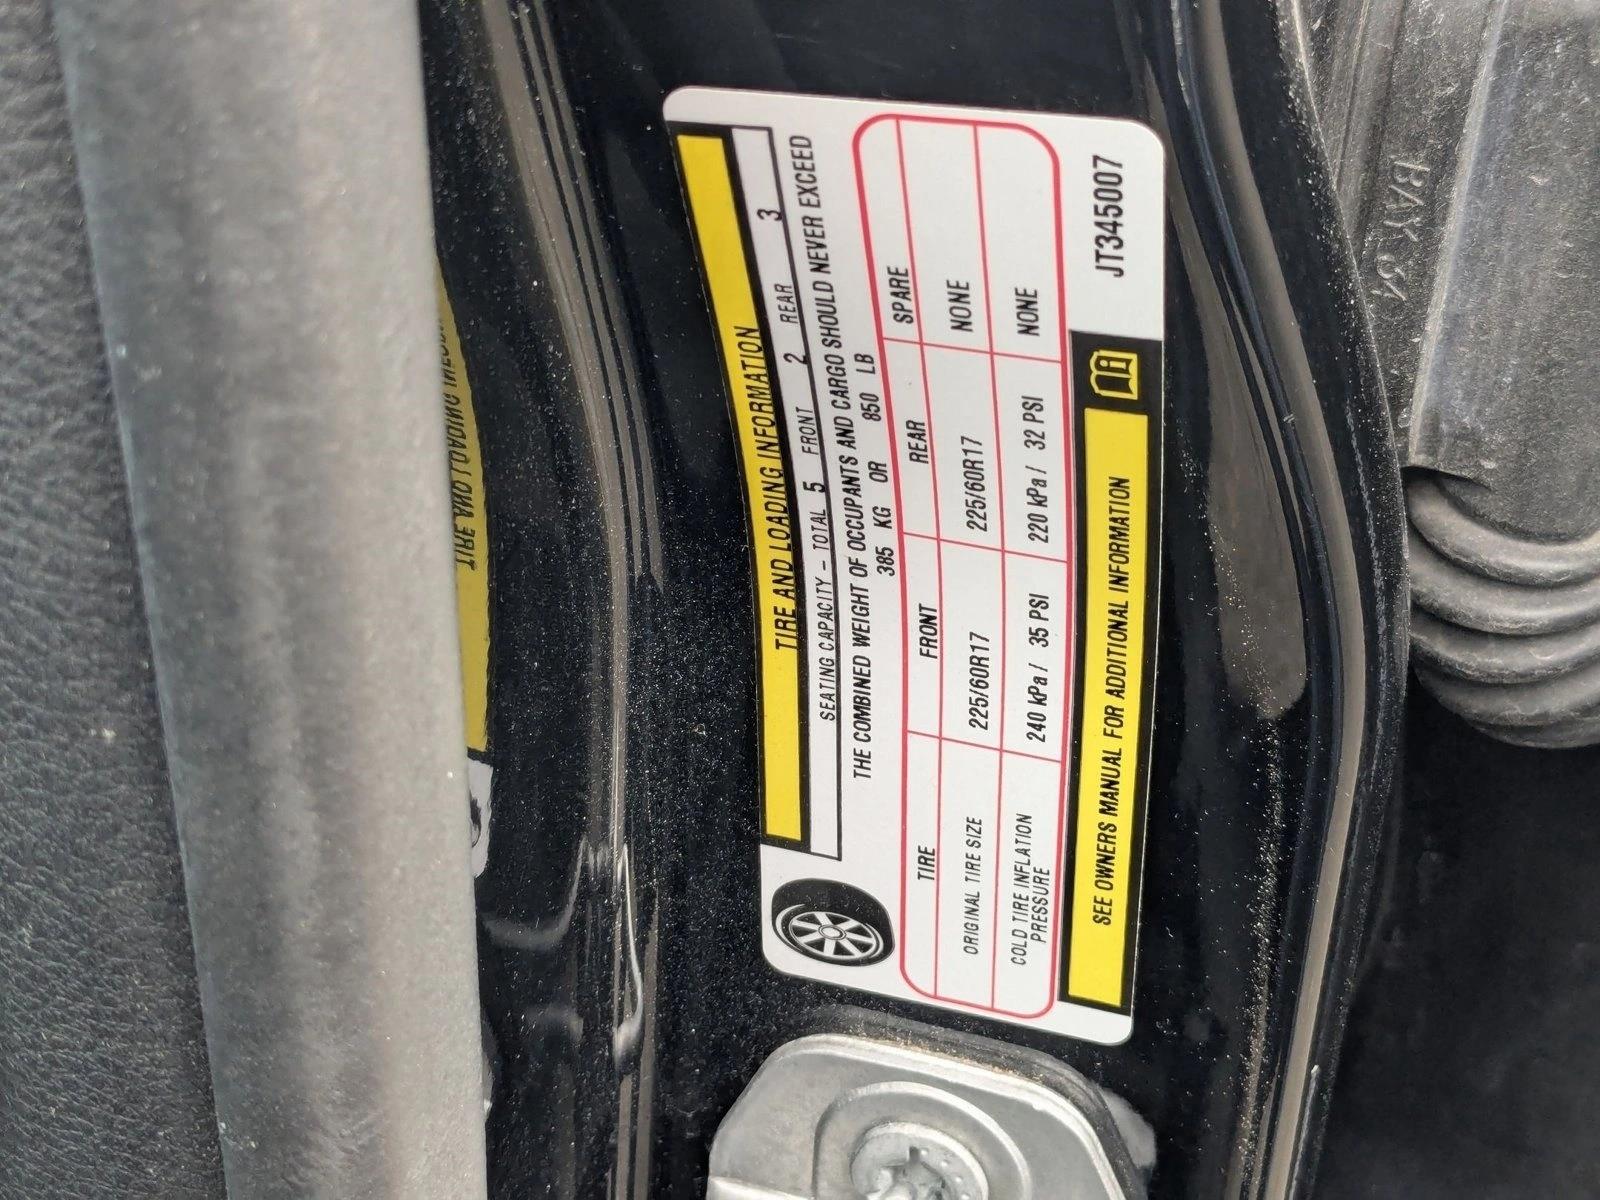 TIRE AND LOADING INFORMATION
SEATING CAPACITY - TOTAL 5 FRONT 2 REAR 3
THE COMBINED WEIGHT OF OCCUPANTS AND CARGO SHOULD NEVER EXCEED
385 KG OR 850 LB
TIRE FRONT REAR SPARE
ORIGINAL TIRE SIZE 225/60R17 225/60R17 NONE
COLD TIRE INFLATION
PRESSURE 240 kPa / 35 PSI 220 kPa / 32 PSI NONE
SEE OWNERS MANUAL FOR ADDITIONAL INFORMATION
JT345007
TIRE AND LOADING